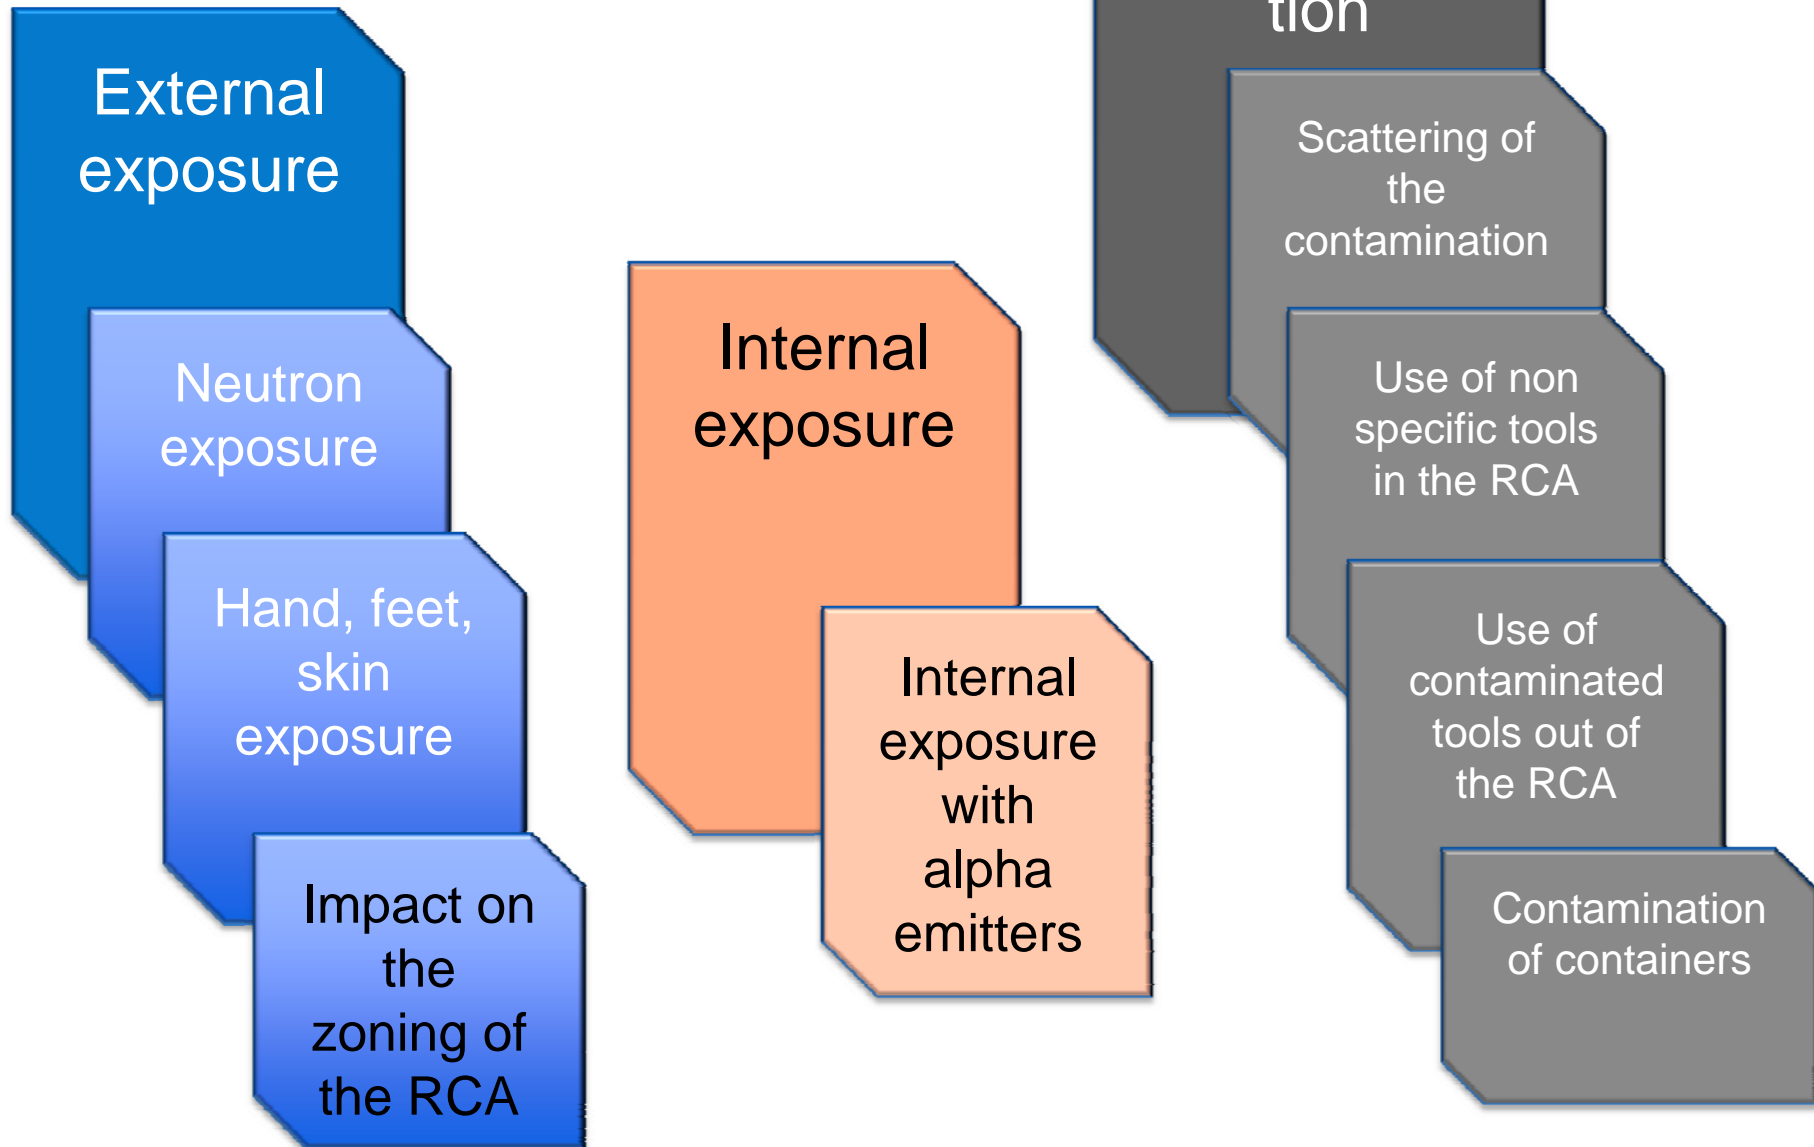 External
exposure
Neutron
exposure
Hand, feet,
skin
exposure
Impact on
the
zoning of
the RCA
Internal
exposure
Internal
exposure
with
alpha
emitters
tion
Scattering of
the
contamination
Use of non
specific tools
in the RCA
Use of
contaminated
tools out of
the RCA
Contamination
of containers